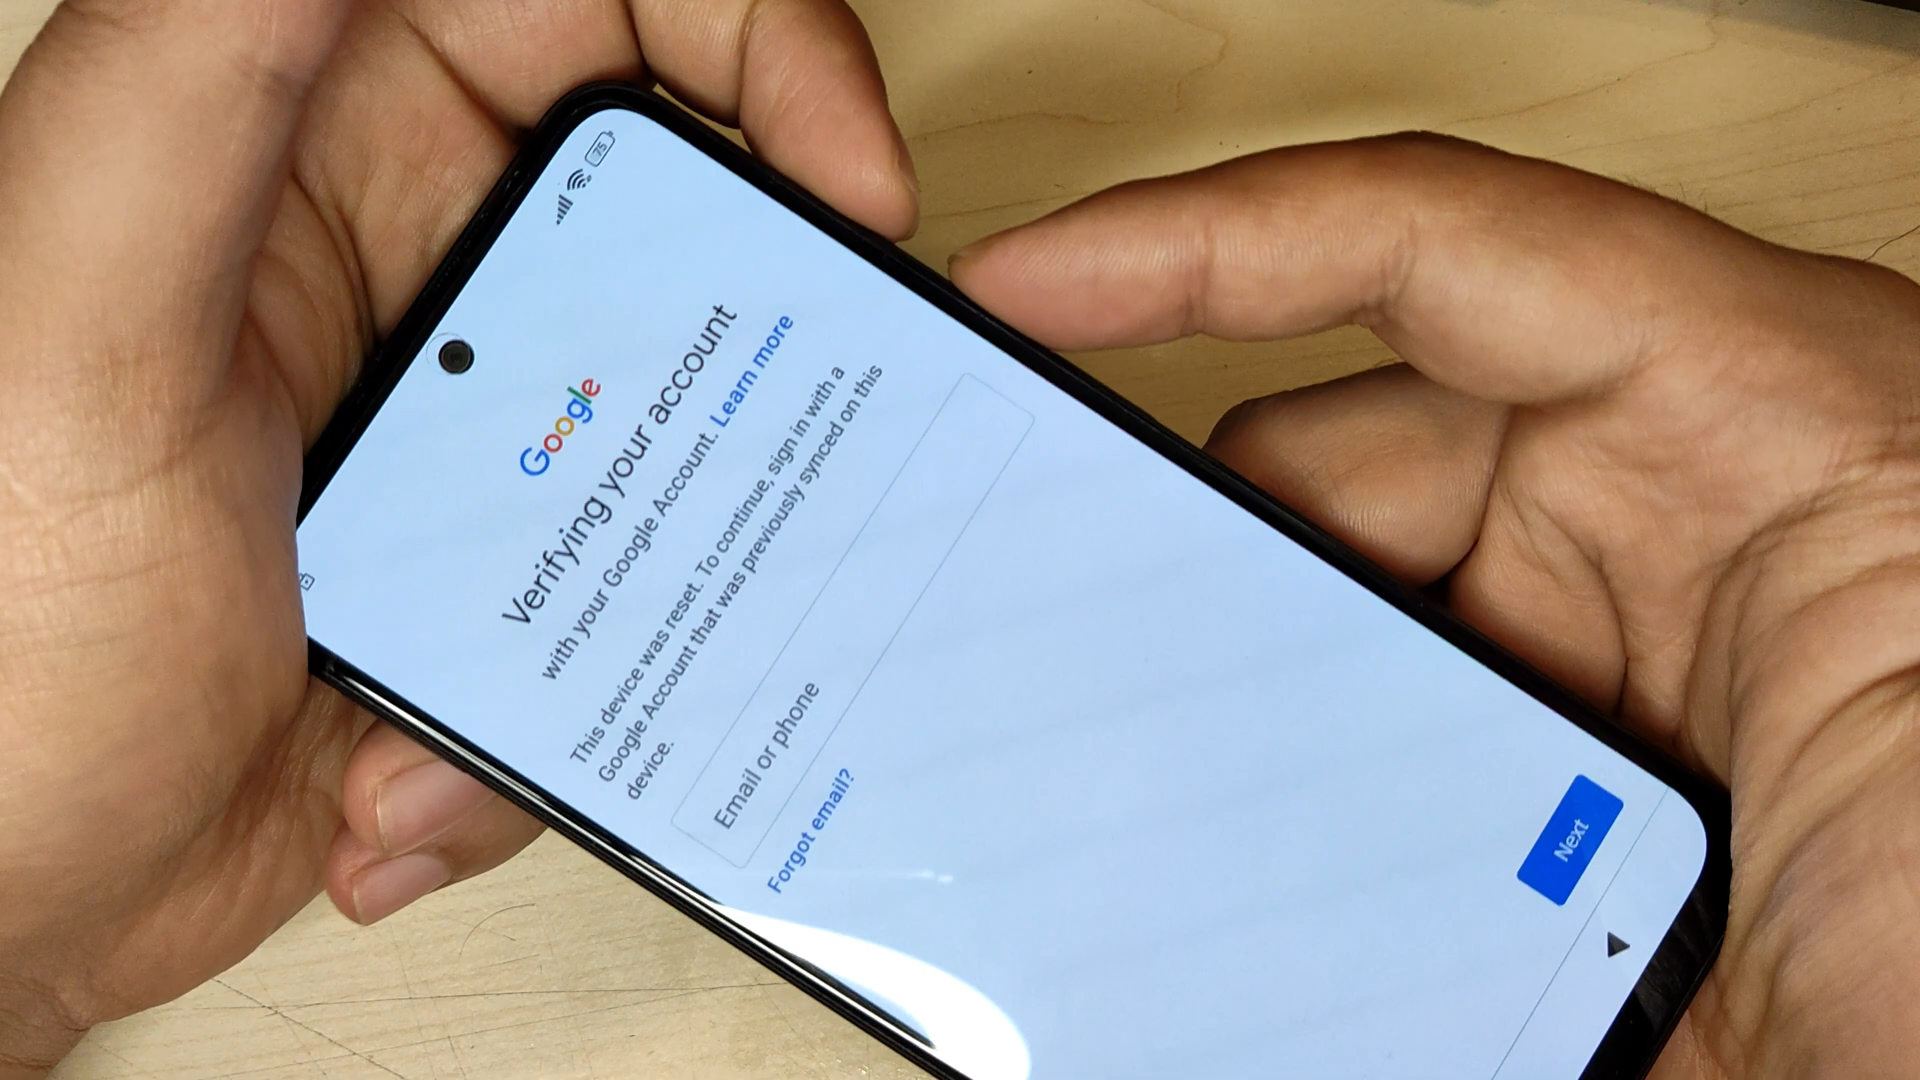 75
Google
Verifying your account
with your Google Account. Learn more
This device was reset. To continue, sign in with a
Google Account that was previously synced on this
device.
Email or phone
Forgot email?
Next